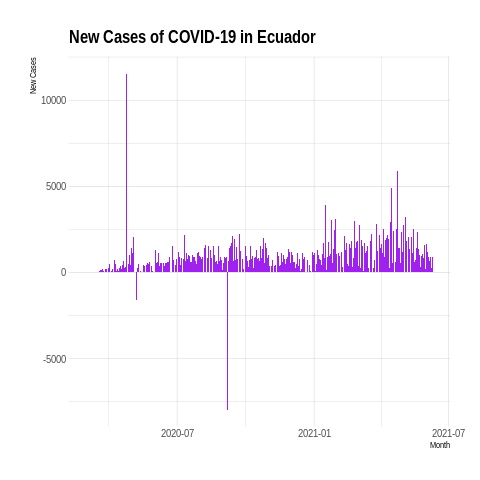 New Cases of COVID-19 in Ecuador
New Cases
10000
5000
0
-5000
2020-07
2021-01
2021-07
Month